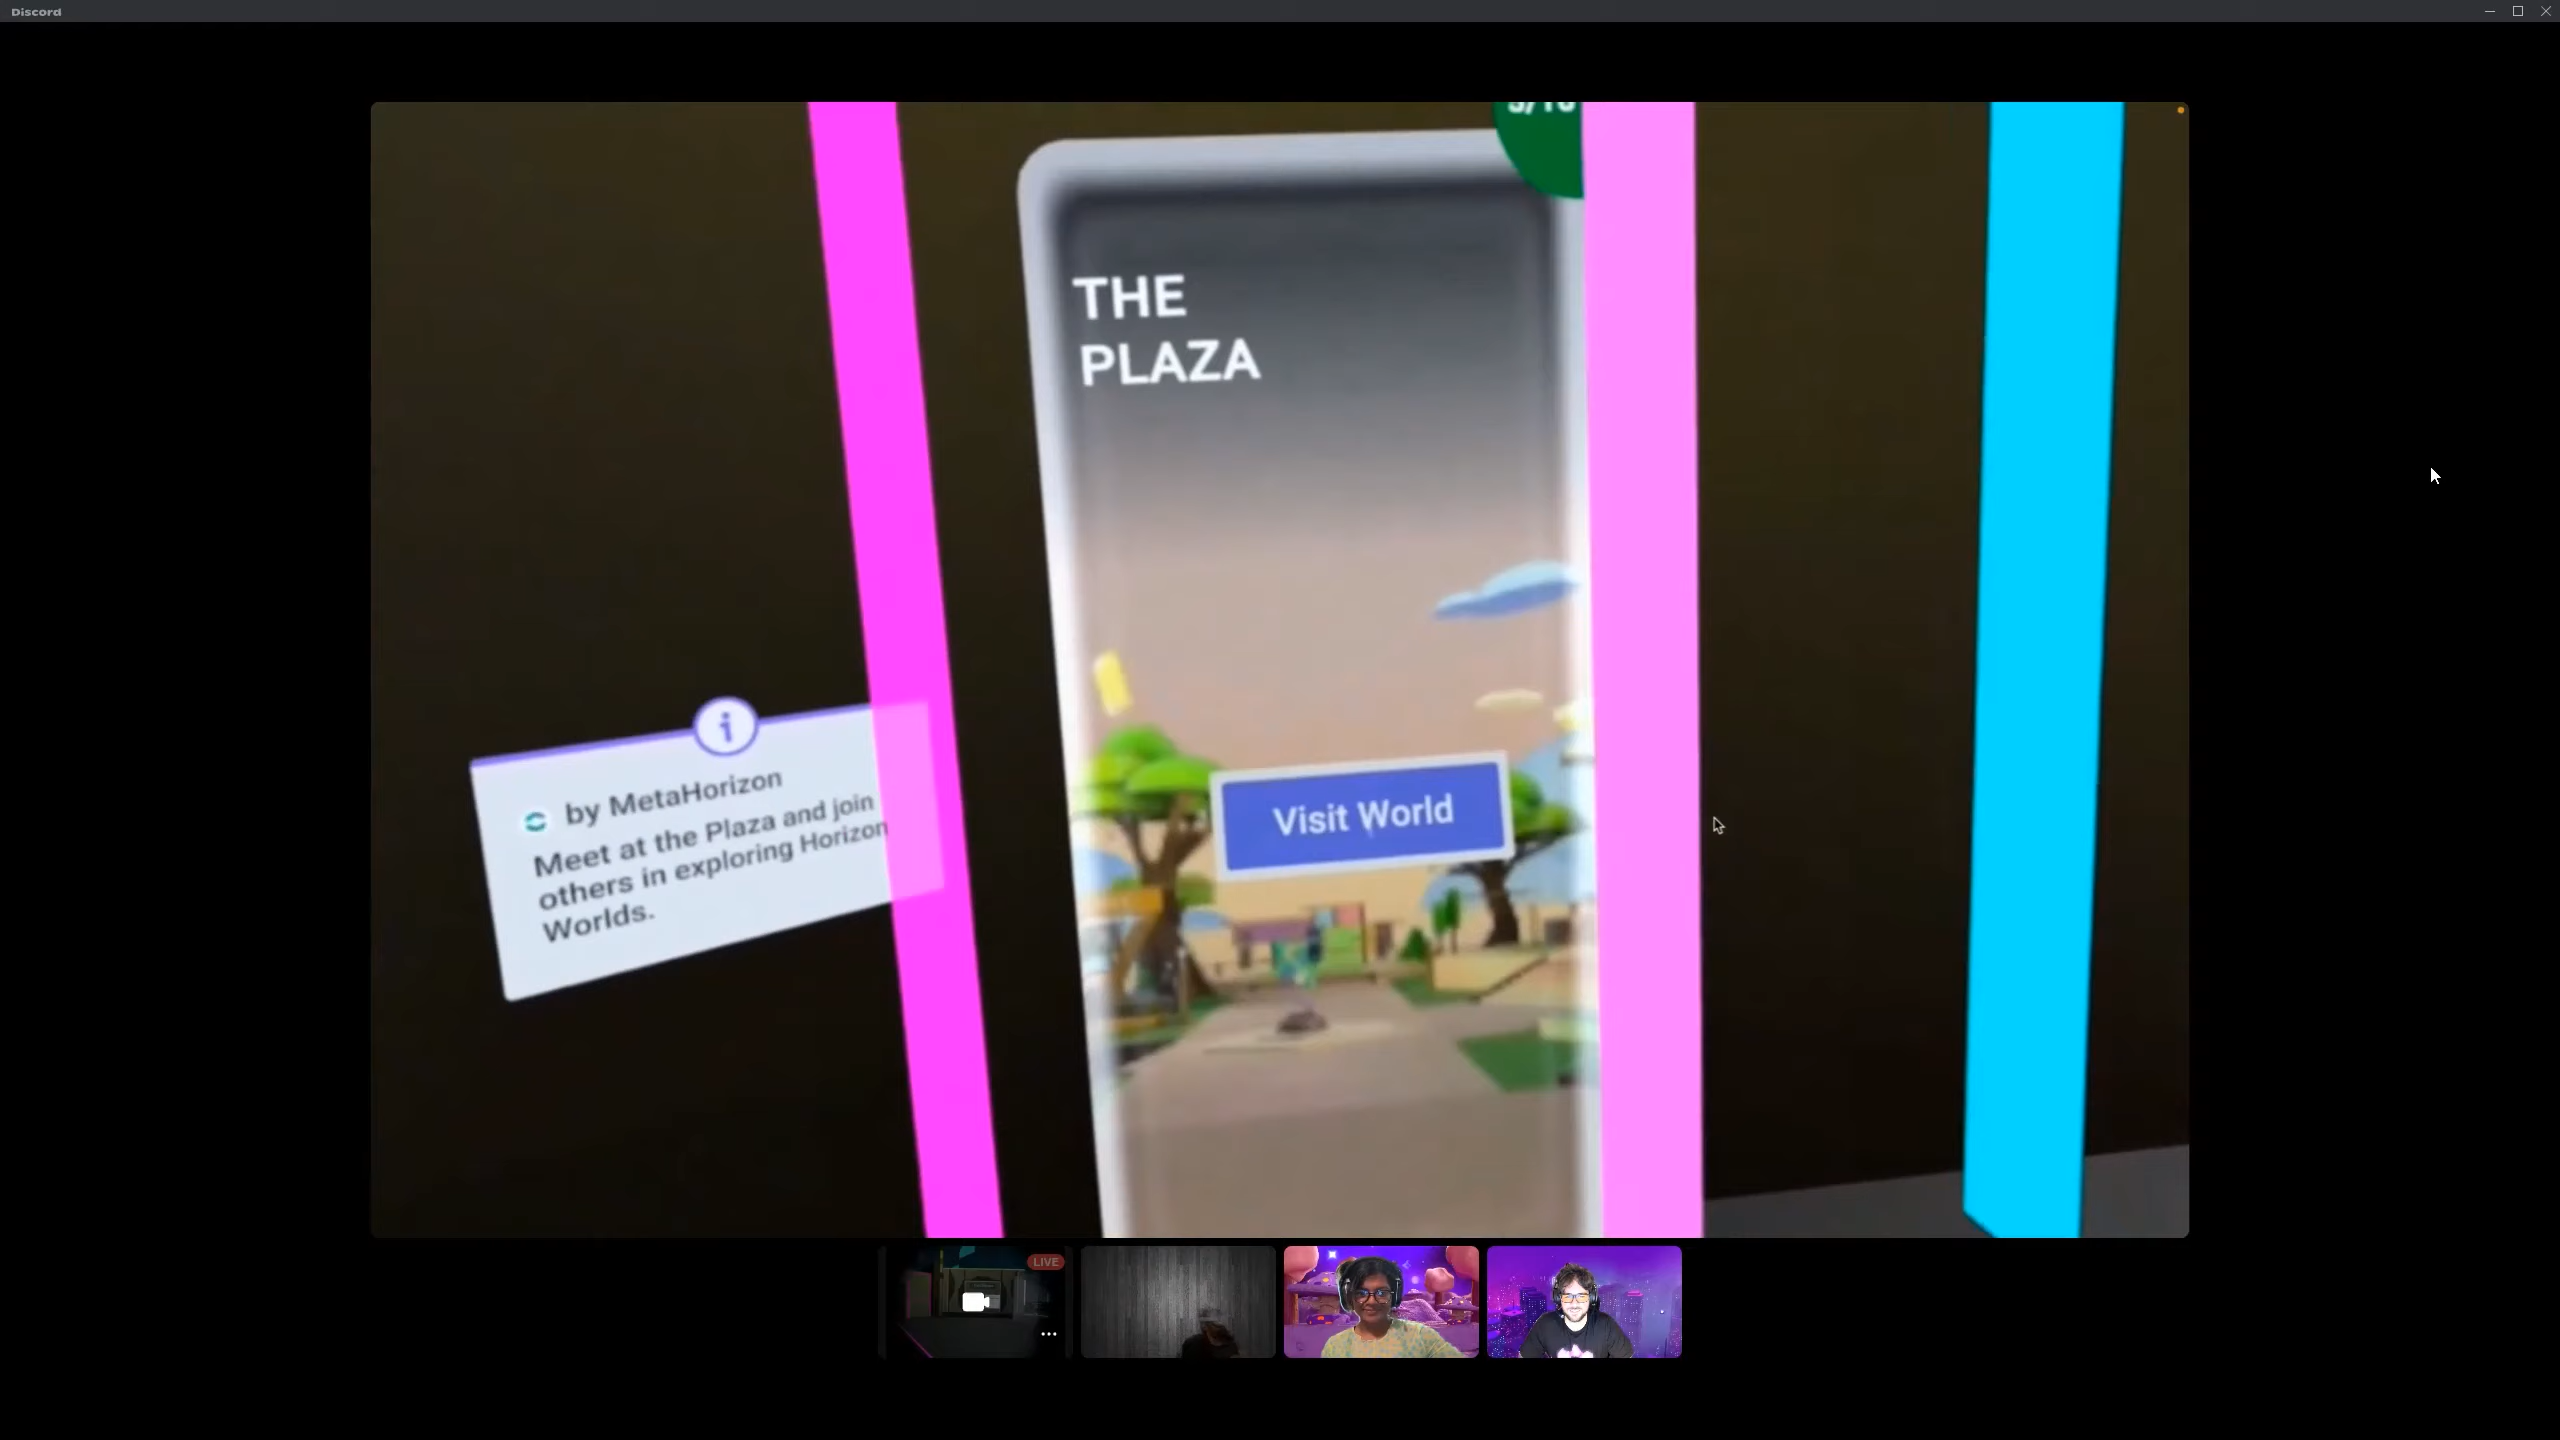 Discord
THE
PLAZA
Visit World
i
by MetaHorizon
Meet at the Plaza and join
others in exploring Horizon
Worlds.
LIVE